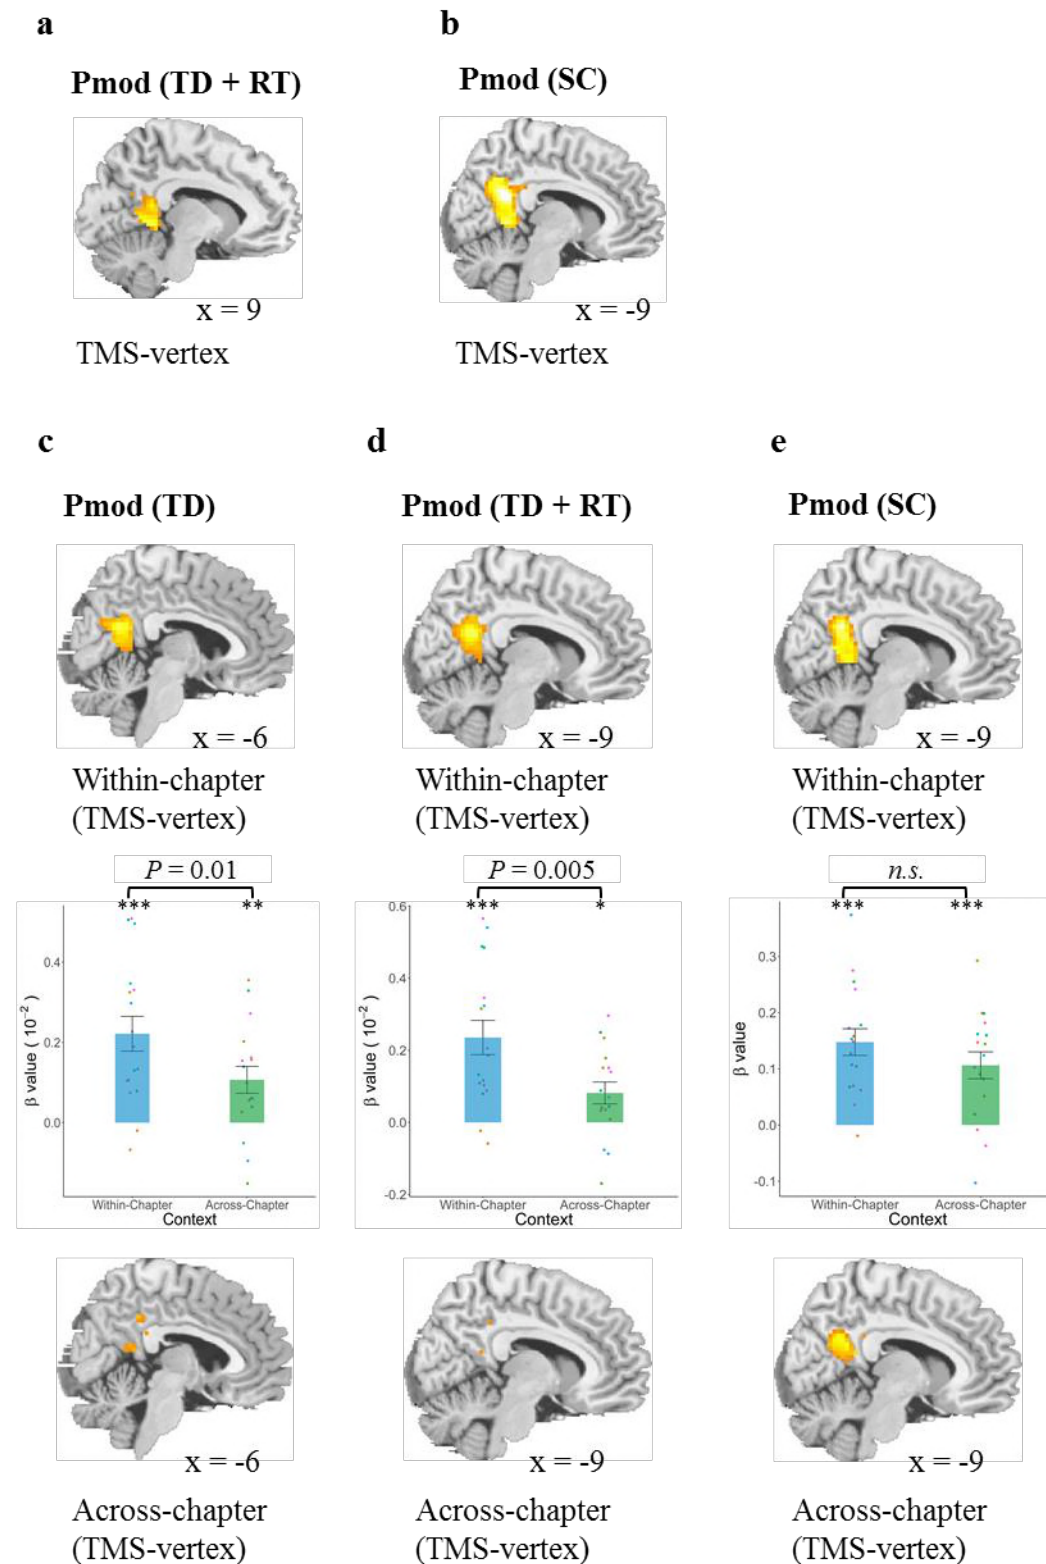 a
b
Pmod (TD + RT)
Pmod (SC)
x = 9
x = -9
TMS-vertex
TMS-vertex
c
d
e
Pmod (TD)
Pmod (TD + RT)
Pmod (SC)
x = -6
x = -9
x = -9
Within-chapter
(TMS-vertex)
Within-chapter
(TMS-vertex)
Within-chapter
(TMS-vertex)
P = 0.01
*** **
0.4
0.2
0.0
β value ( 10⁻² )
Within-Chapter Across-Chapter
Context
P = 0.005
*** *
0.6
0.4
0.2
0.0
-0.2
β value ( 10⁻² )
Within-Chapter Across-Chapter
Context
n.s.
*** ***
0.3
0.2
0.1
0.0
-0.1
β value
Within-Chapter Across-Chapter
Context
x = -6
x = -9
x = -9
Across-chapter
(TMS-vertex)
Across-chapter
(TMS-vertex)
Across-chapter
(TMS-vertex)